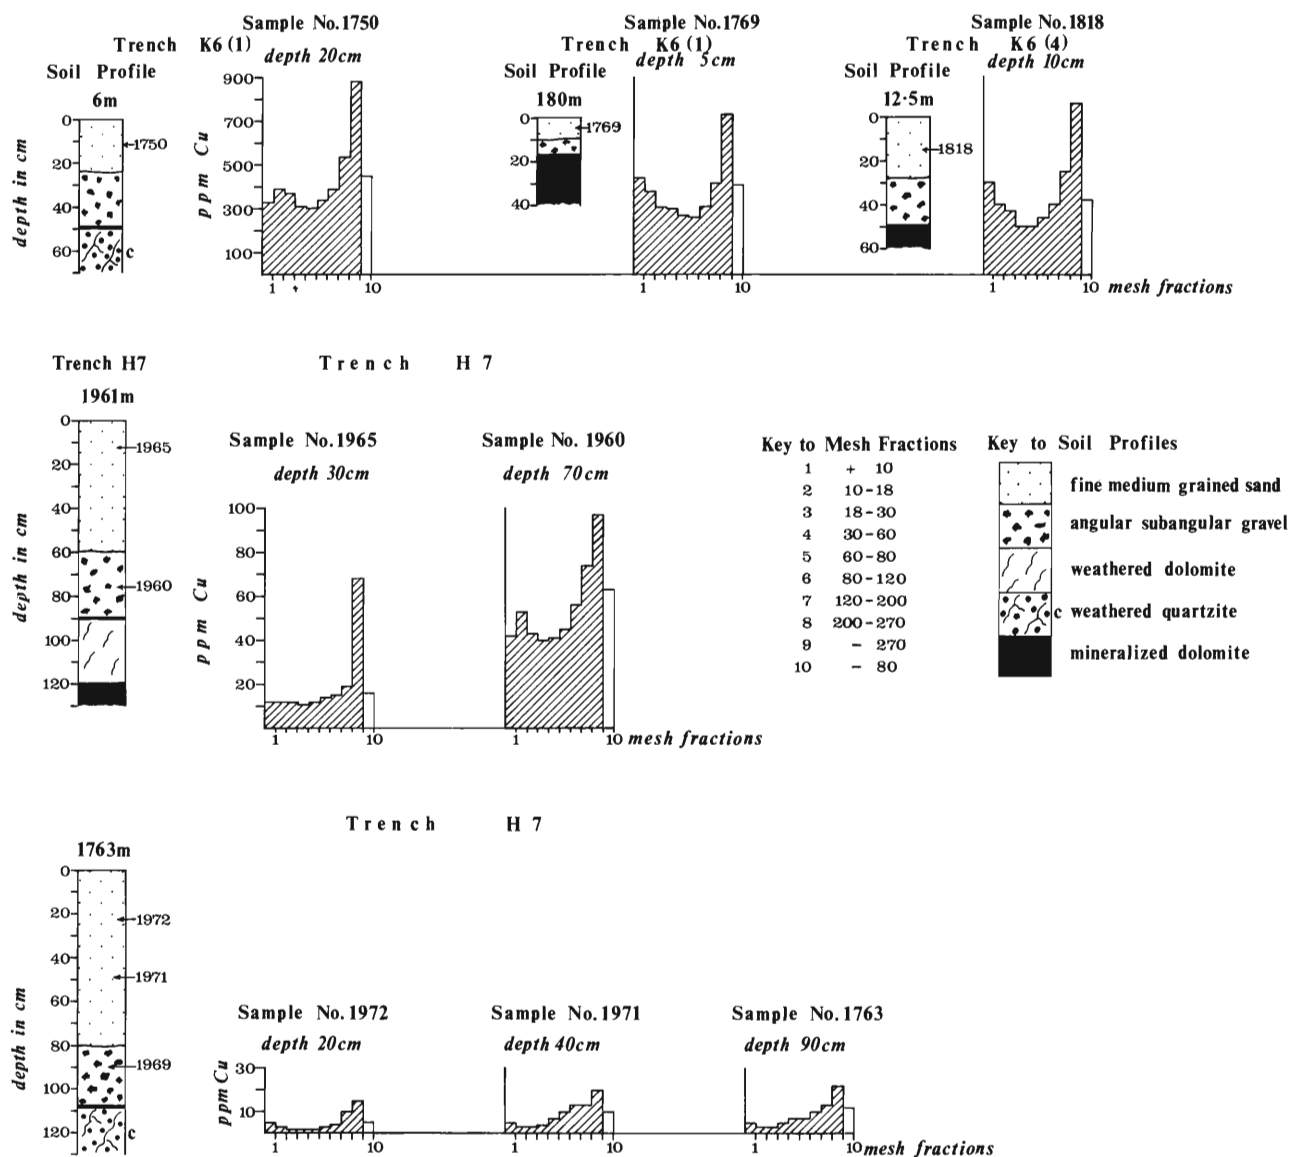 Sample No.1750
Trench K6(1)
depth 20cm
Soil Profile
6m
depth in cm
0
20
40
60
1750
c
ppm Cu
900
700
500
300
100
1
10
Sample No.1769
Trench K6(1)
depth 5cm
Soil Profile
180m
0
20
40
1769
1
10
Sample No.1818
Trench K6(4)
depth 10cm
Soil Profile
12·5m
0
20
40
60
1818
1
10
mesh fractions
Trench H7
1961m
depth in cm
0
20
40
60
80
100
120
1965
1960
Trench H 7
Sample No.1965
depth 30cm
ppm Cu
100
80
60
40
20
1
10
Sample No. 1960
depth 70cm
1
10
mesh fractions
Key to Mesh Fractions
1 + 10
2 10-18
3 18-30
4 30-60
5 60-80
6 80-120
7 120-200
8 200-270
9 - 270
10 - 80
Key to Soil Profiles
fine medium grained sand
angular subangular gravel
weathered dolomite
c weathered quartzite
mineralized dolomite
Trench H 7
1763m
depth in cm
0
20
40
60
80
100
120
1972
1971
1969
c
Sample No.1972
depth 20cm
ppm Cu
30
10
1
10
Sample No.1971
depth 40cm
1
10
Sample No.1763
depth 90cm
1
10
mesh fractions